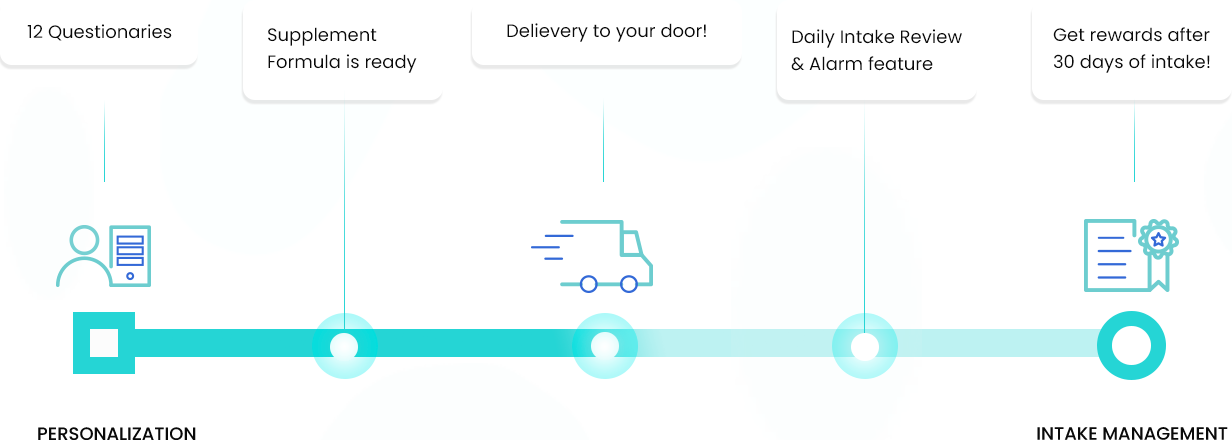 12 Questionaries
Supplement
Formula is ready
Delievery to your door!
Daily Intake Review
& Alarm feature
Get rewards after
30 days of intake!
PERSONALIZATION
INTAKE MANAGEMENT